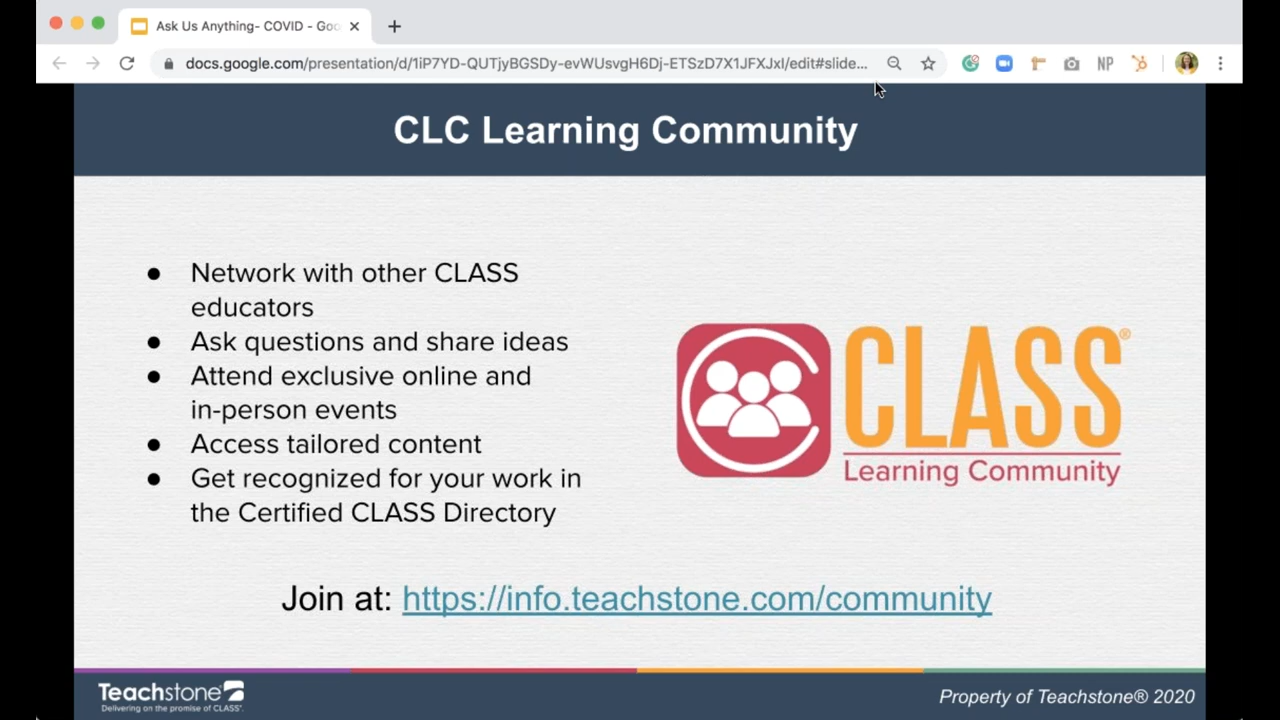 Ask Us Anything- COVID - Goo
docs.google.com/presentation/d/1iP7YD-QUTjyBGSDy-evWUsvgH6Dj-ETSzD7X1JFXJxI/edit#slide...
NP
CLC Learning Community
● Network with other CLASS
educators
● Ask questions and share ideas
● Attend exclusive online and
in-person events
● Access tailored content
● Get recognized for your work in
the Certified CLASS Directory
CLASS®
Learning Community
Join at: https://info.teachstone.com/community
Teachstone®
Delivering on the promise of CLASS®.
Property of Teachstone® 2020